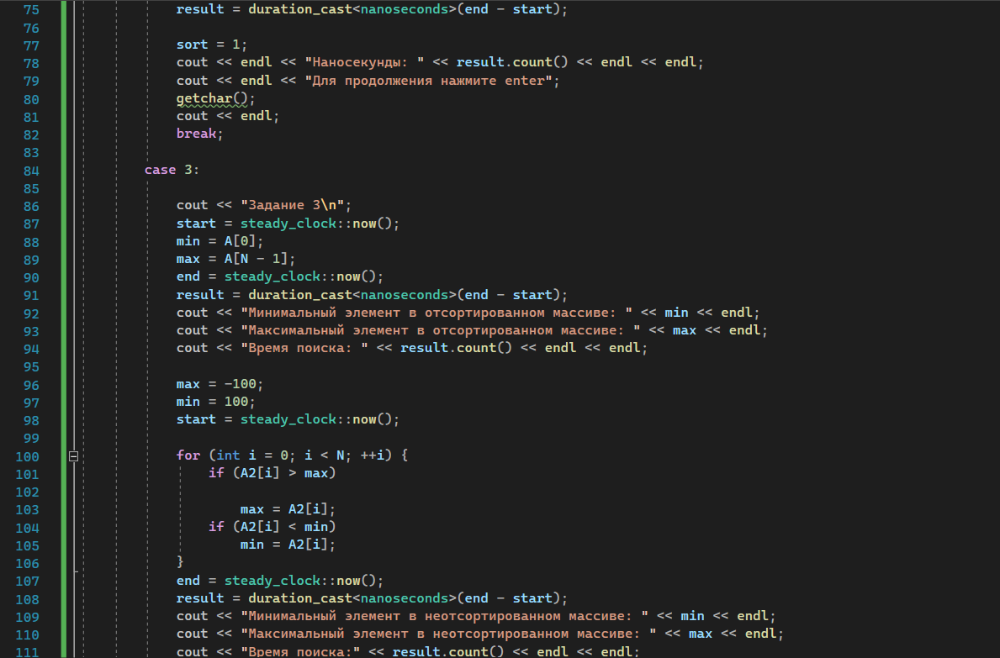 75 result = duration_cast<nanoseconds>(end - start);
76
77 sort = 1;
78 cout << endl << "Наносекунды: " << result.count() << endl << endl;
79 cout << endl << "Для продолжения нажмите enter";
80 getchar();
81 cout << endl;
82 break;
83
84 case 3:
85
86 cout << "Задание 3\n";
87 start = steady_clock::now();
88 min = A[0];
89 max = A[N - 1];
90 end = steady_clock::now();
91 result = duration_cast<nanoseconds>(end - start);
92 cout << "Минимальный элемент в отсортированном массиве: " << min << endl;
93 cout << "Максимальный элемент в отсортированном массиве: " << max << endl;
94 cout << "Время поиска: " << result.count() << endl << endl;
95
96 max = -100;
97 min = 100;
98 start = steady_clock::now();
99
100 for (int i = 0; i < N; ++i) {
101 if (A2[i] > max)
102
103 max = A2[i];
104 if (A2[i] < min)
105 min = A2[i];
106 }
107 end = steady_clock::now();
108 result = duration_cast<nanoseconds>(end - start);
109 cout << "Минимальный элемент в неотсортированном массиве: " << min << endl;
110 cout << "Максимальный элемент в неотсортированном массиве: " << max << endl;
111 cout << "Время поиска:" << result.count() << endl << endl;